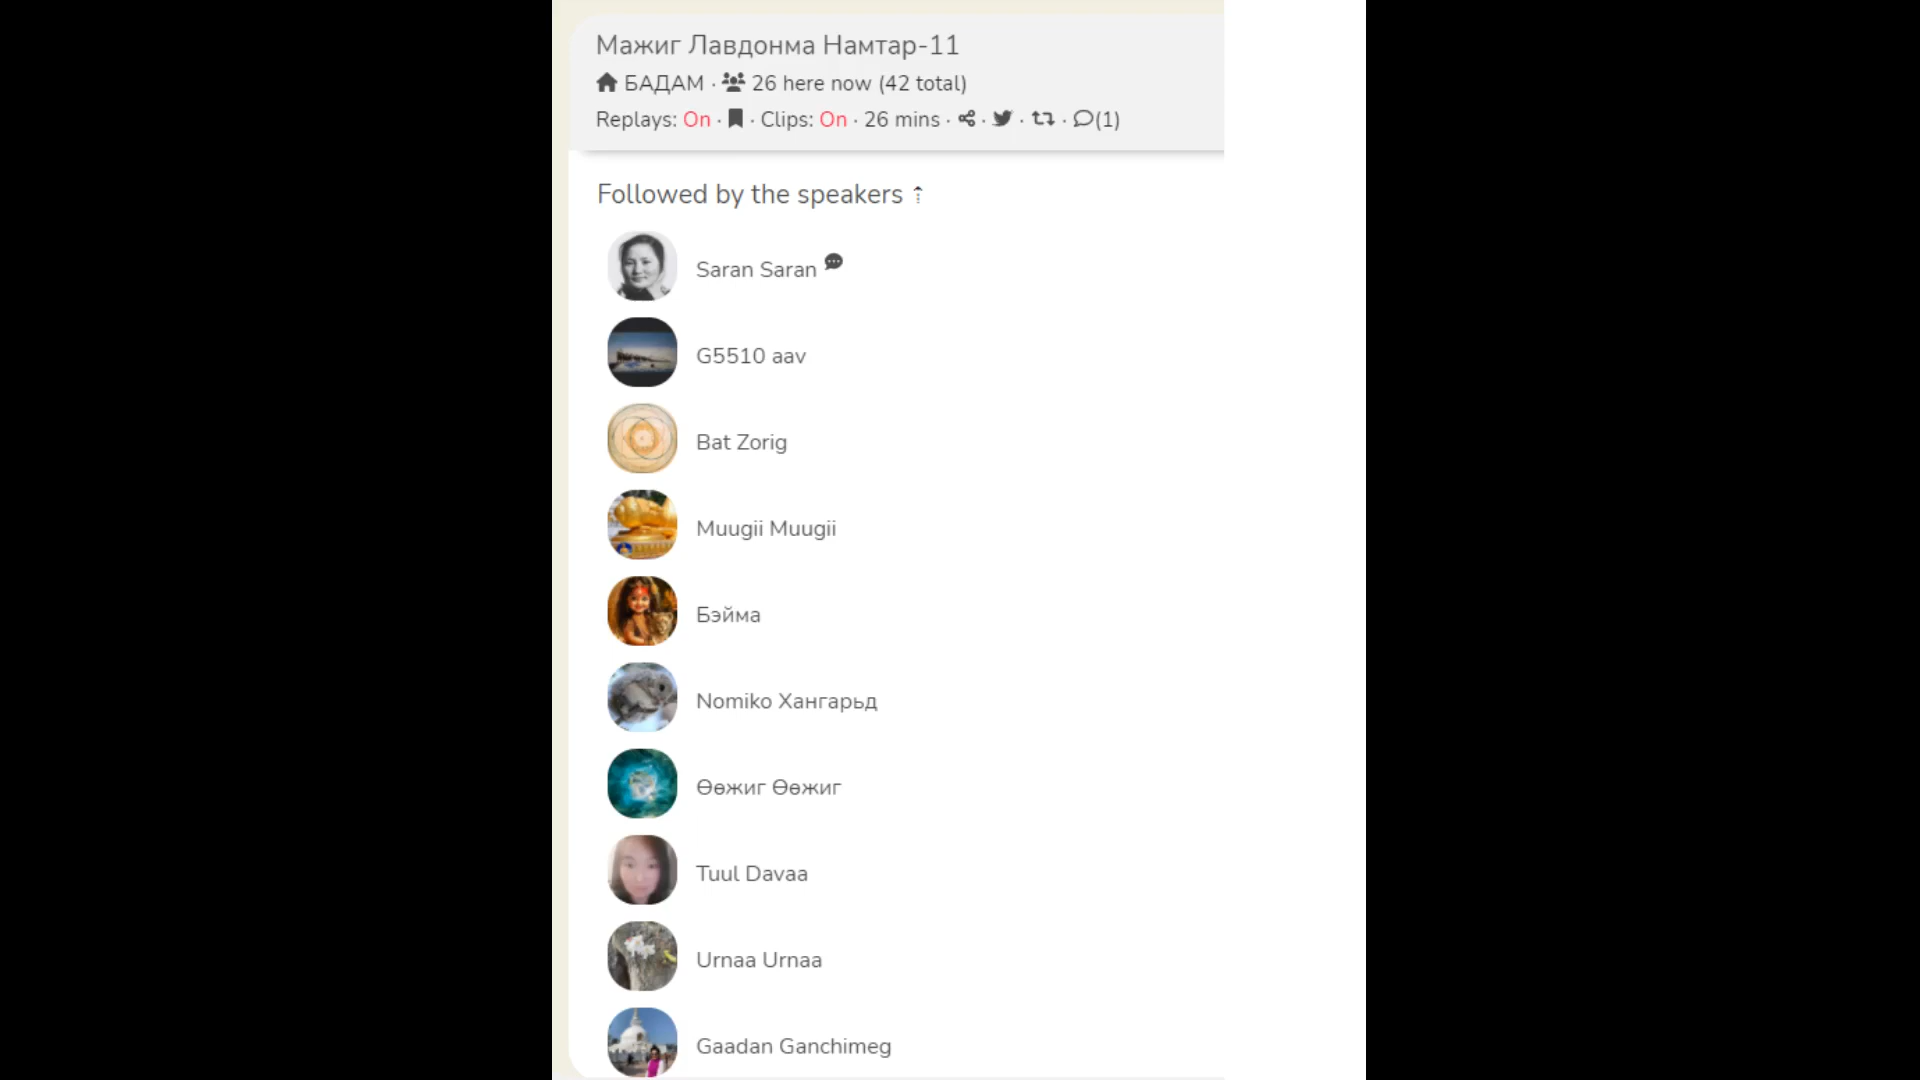 Мажиг Лавдонма Намтар-11
БАДАМ · 26 here now (42 total)
Replays: On · Clips: On · 26 mins · (1)
Followed by the speakers
Saran Saran
G5510 aav
Bat Zorig
Muugii Muugii
Бэйма
Nomiko Хангарьд
Өөжиг Өөжиг
Tuul Davaa
Urnaa Urnaa
Gaadan Ganchimeg